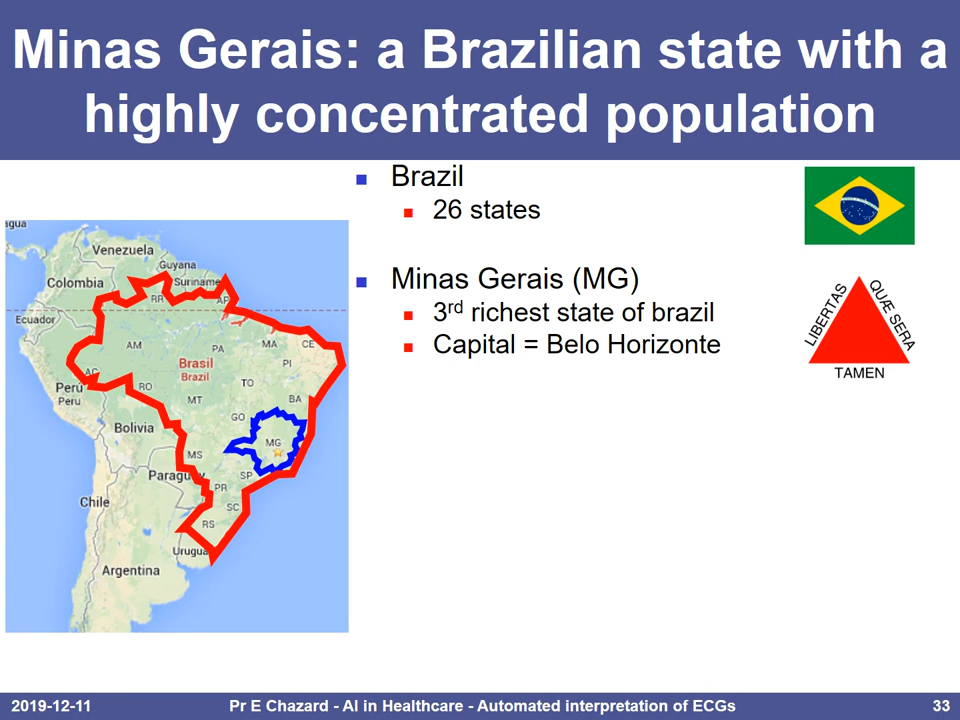 Minas Gerais: a Brazilian state with a
highly concentrated population
Brazil
26 states
Minas Gerais (MG)
3rd richest state of brazil
Capital = Belo Horizonte
LIBERTAS
QUÆ SERA
TAMEN
agua
Venezuela
Guyana
Suriname
Colombia
RR
AP
Ecuador
AM
PA
MA
CE
PI
Brasil
Brazil
AC
RO
TO
Perú
Peru
MT
BA
GO
Bolivia
MG
MS
Paraguay
SP
PR
Chile
SC
RS
Uruguay
Argentina
2019-12-11
Pr E Chazard - AI in Healthcare - Automated interpretation of ECGs
33